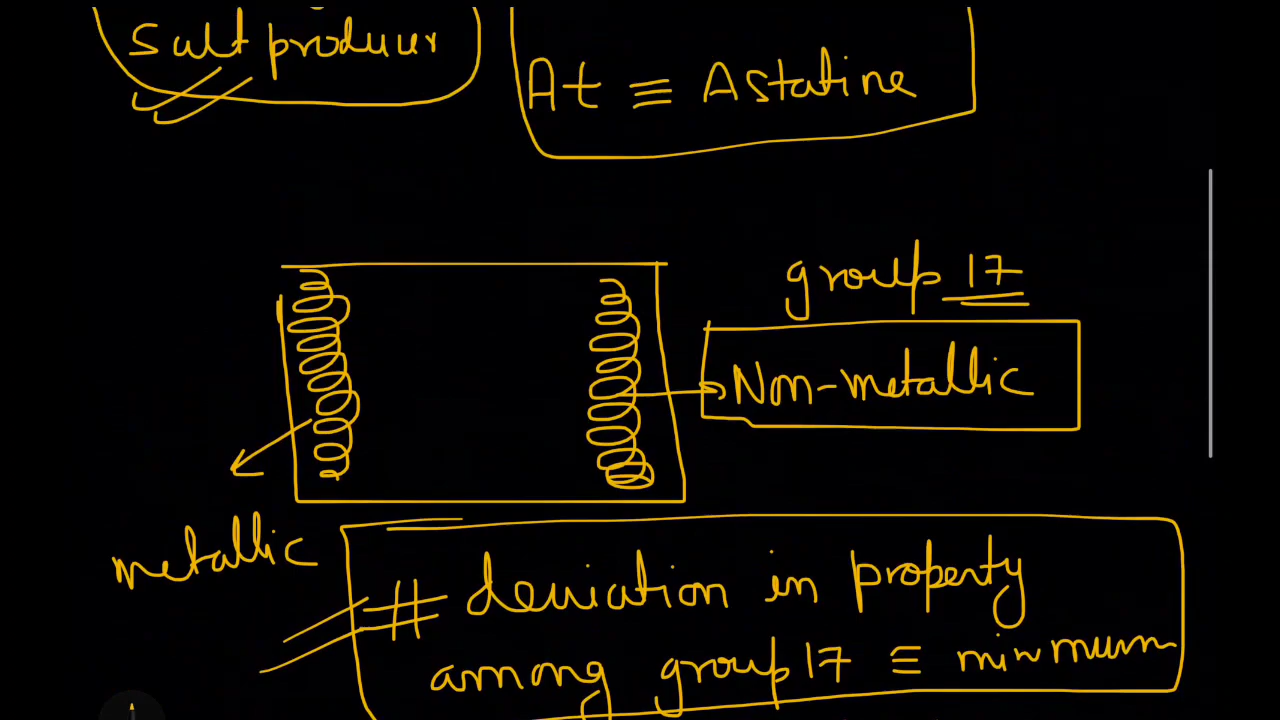 Salt producer
At ≡ Astatine
group 17
Non-metallic
metallic
# deviation in property
among group 17 ≡ minimum